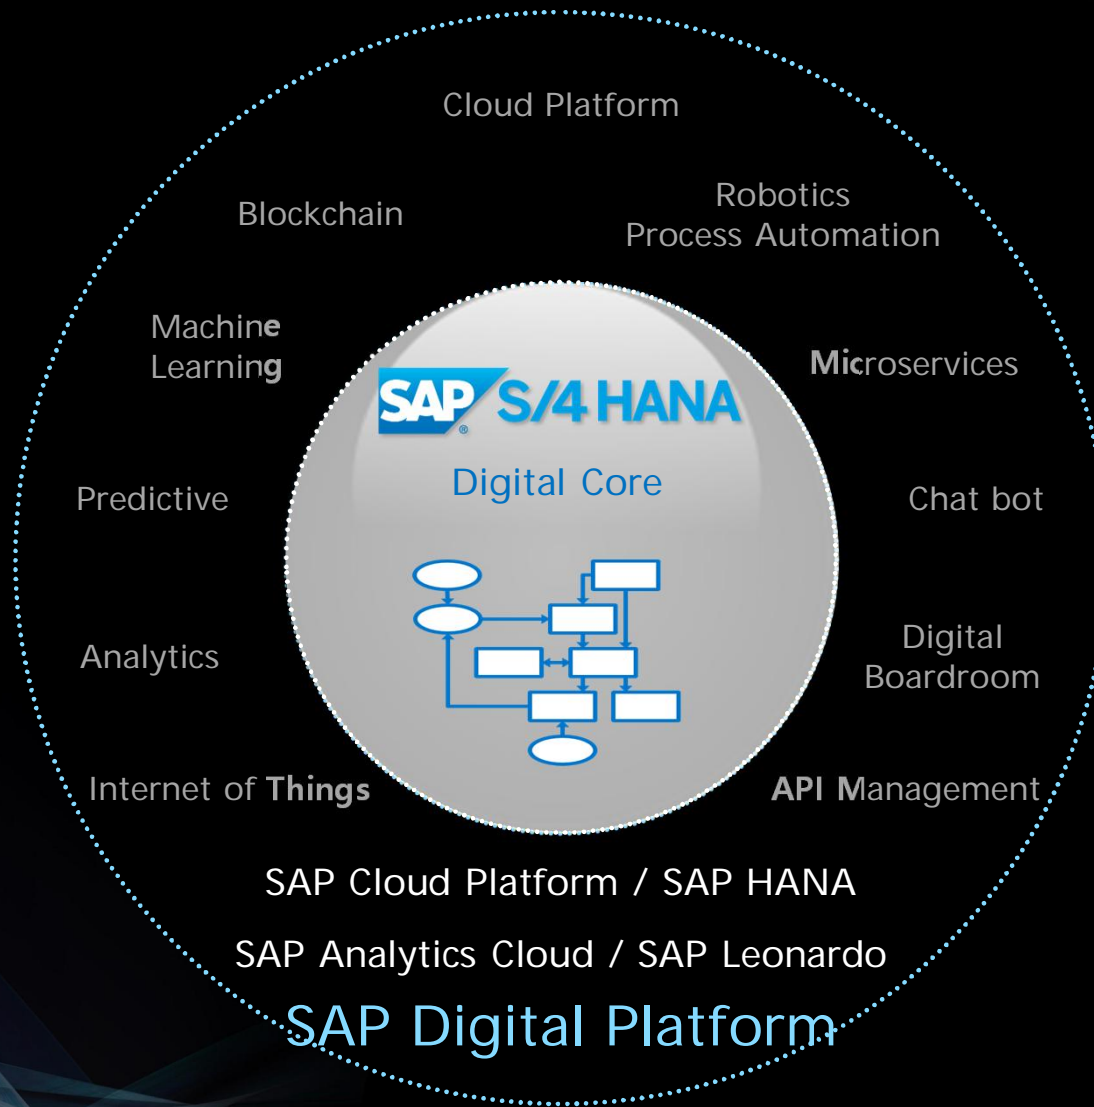 Cloud Platform
Blockchain
Robotics
Process Automation
Machine
Learning
Microservices
SAP® S/4 HANA
Digital Core
Predictive
Chat bot
Analytics
Digital
Boardroom
Internet of Things
API Management
SAP Cloud Platform / SAP HANA
SAP Analytics Cloud / SAP Leonardo
SAP Digital Platform